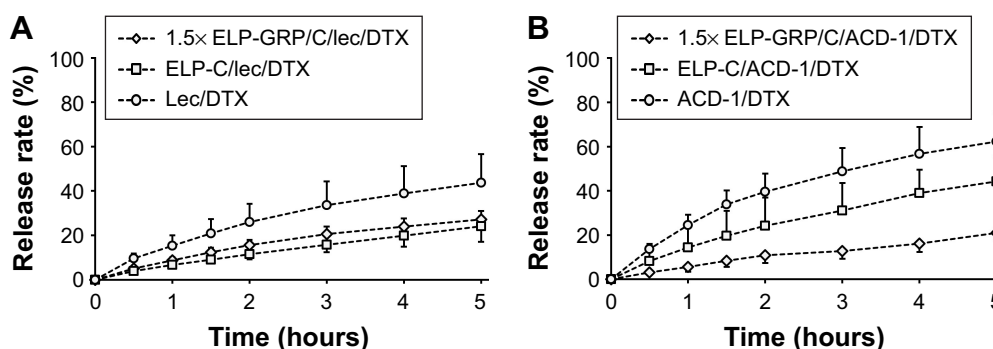 A
1.5× ELP-GRP/C/lec/DTX
ELP-C/lec/DTX
Lec/DTX
Release rate (%)
100
80
60
40
20
0
0 1 2 3 4 5
Time (hours)
B
1.5× ELP-GRP/C/ACD-1/DTX
ELP-C/ACD-1/DTX
ACD-1/DTX
Release rate (%)
100
80
60
40
20
0
0 1 2 3 4 5
Time (hours)